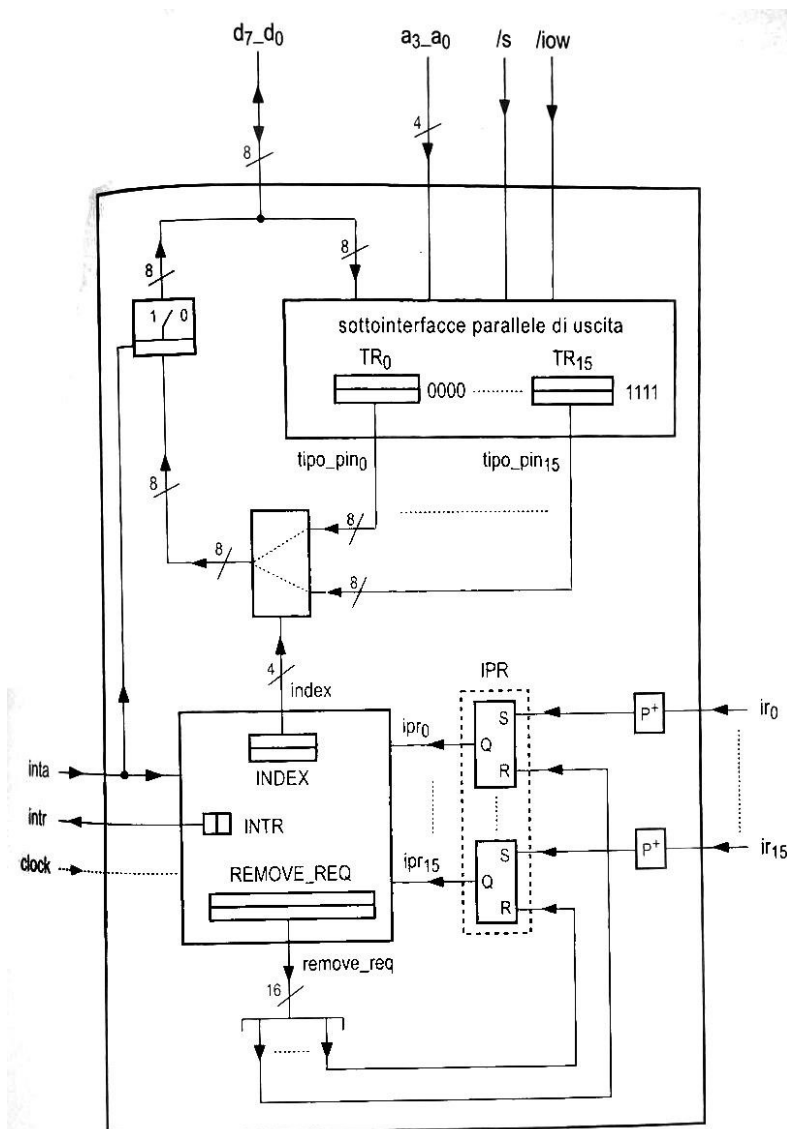 d7_d0 a3_a0 /s /iow
8 4
8 8
1 / 0
sottointerfacce parallele di uscita
TR0 TR15
0000 1111
tipo_pin0 tipo_pin15
8
8 8
8
4
index
IPR
ipr0 S P+ ir0
Q
inta INDEX R
intr INTR
clock ipr15 S P+ ir15
REMOVE_REQ Q
R
remove_req
16